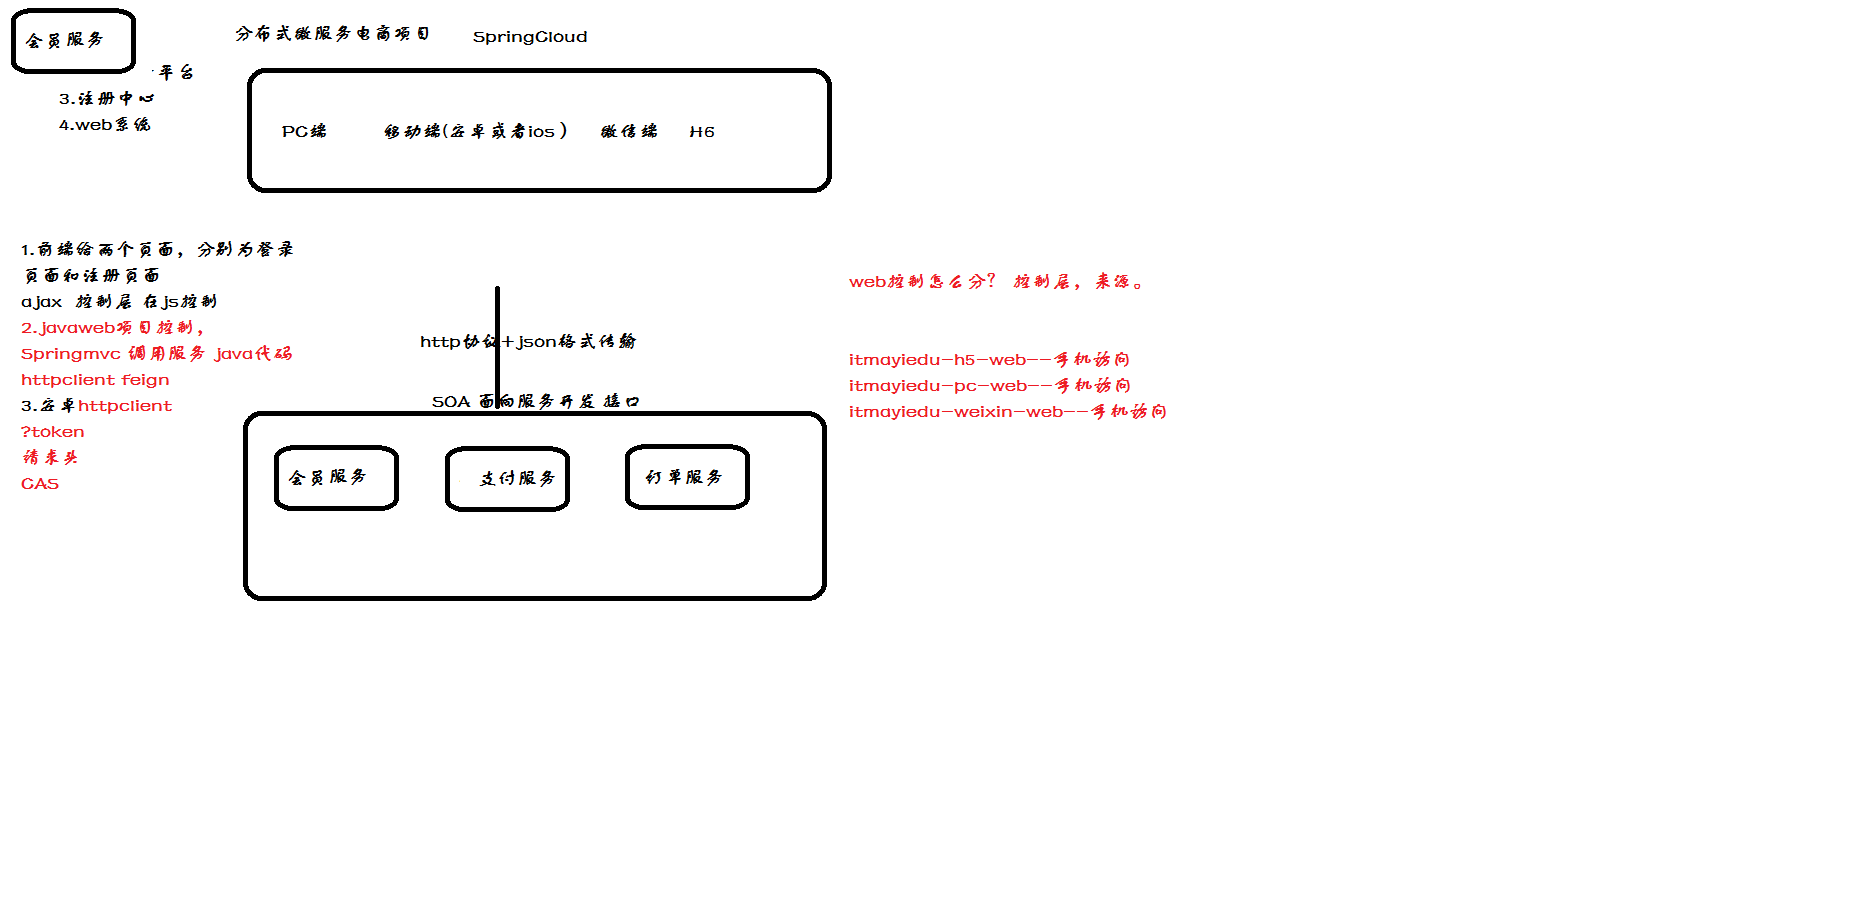 会员服务
分布式微服务电商项目 SpringCloud
平台
3.注册中心
4.web系统
PC端 移动端(安卓或者ios） 微信端 H6
1.前端给两个页面，分别为登录
页面和注册页面
ajax 控制层 在js控制
2.javaweb项目控制，
Springmvc 调用服务 java代码
httpclient feign
3.安卓httpclient
?token
请求头
CAS
http协议+json格式传输
SOA 面向服务开发 接口
会员服务 支付服务 订单服务
web控制怎么分？ 控制层，来源。
itmayiedu-h5-web--手机访问
itmayiedu-pc-web--手机访问
itmayiedu-weixin-web--手机访问